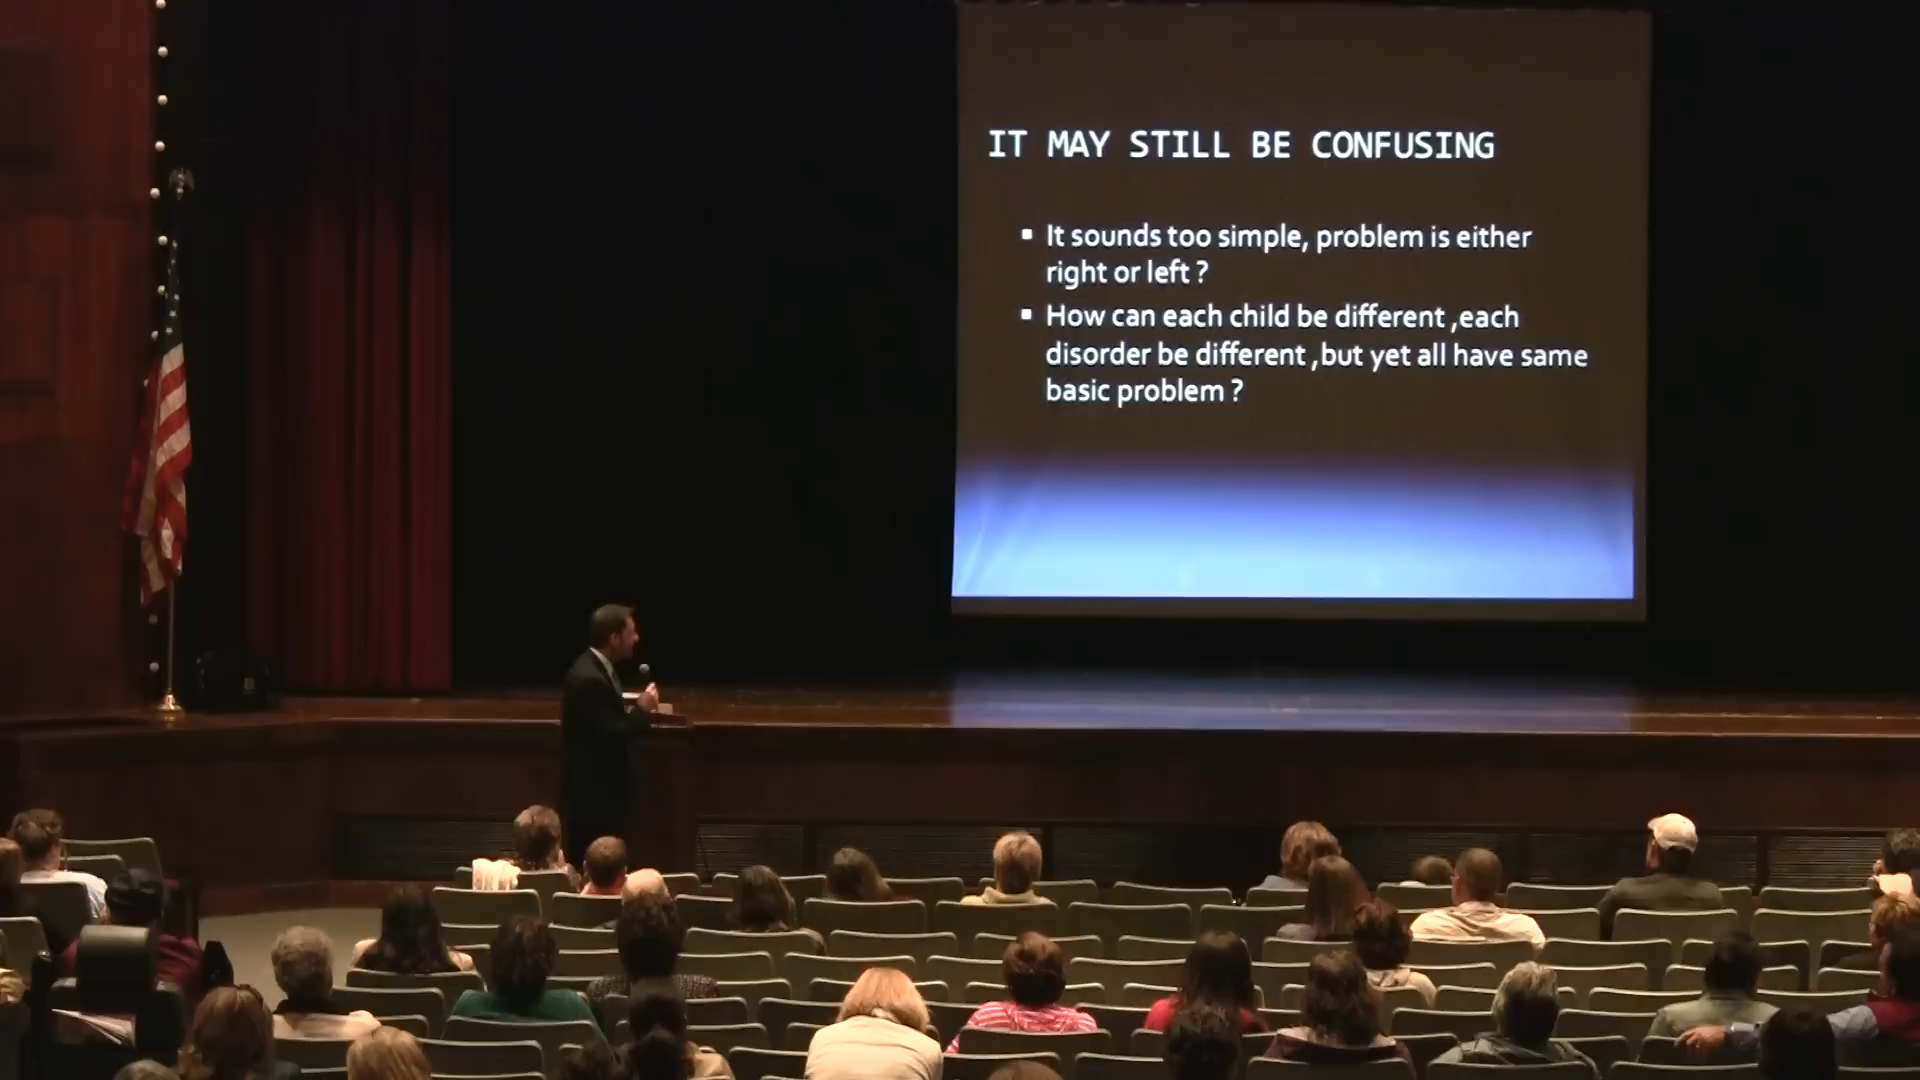 IT MAY STILL BE CONFUSING
▪ It sounds too simple, problem is either
right or left ?
▪ How can each child be different ,each
disorder be different ,but yet all have same
basic problem ?